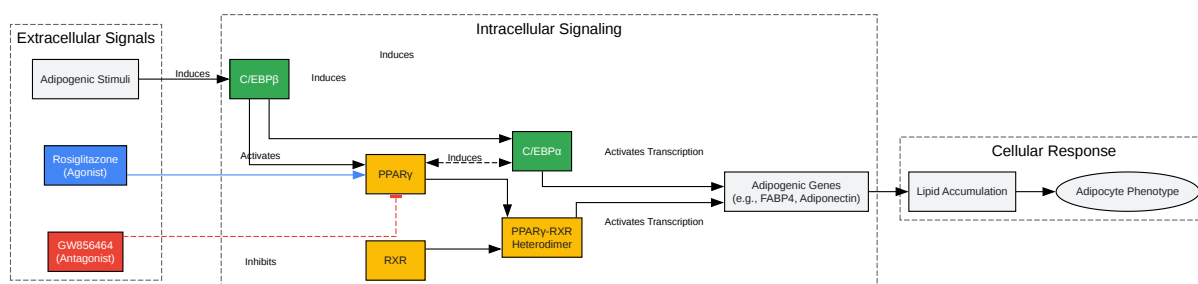 Extracellular Signals
Adipogenic Stimuli
Induces
Rosiglitazone
(Agonist)
GW856464
(Antagonist)
Intracellular Signaling
Induces
Induces
C/EBPβ
Activates
C/EBPα
Induces
PPARγ
Inhibits
RXR
PPARγ-RXR
Heterodimer
Activates Transcription
Activates Transcription
Adipogenic Genes
(e.g., FABP4, Adiponectin)
Cellular Response
Lipid Accumulation
Adipocyte Phenotype